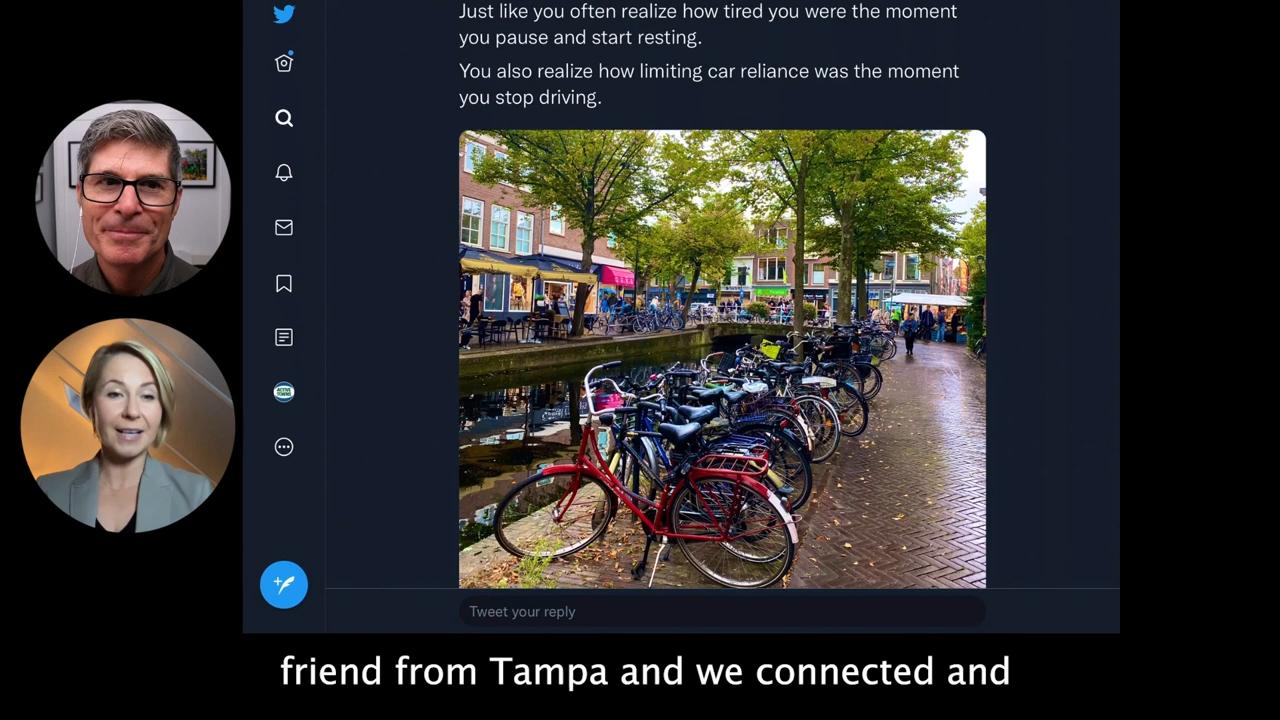 Just like you often realize how tired you were the moment
you pause and start resting.
You also realize how limiting car reliance was the moment
you stop driving.
ACTIVE
TOWNS
Tweet your reply
friend from Tampa and we connected and